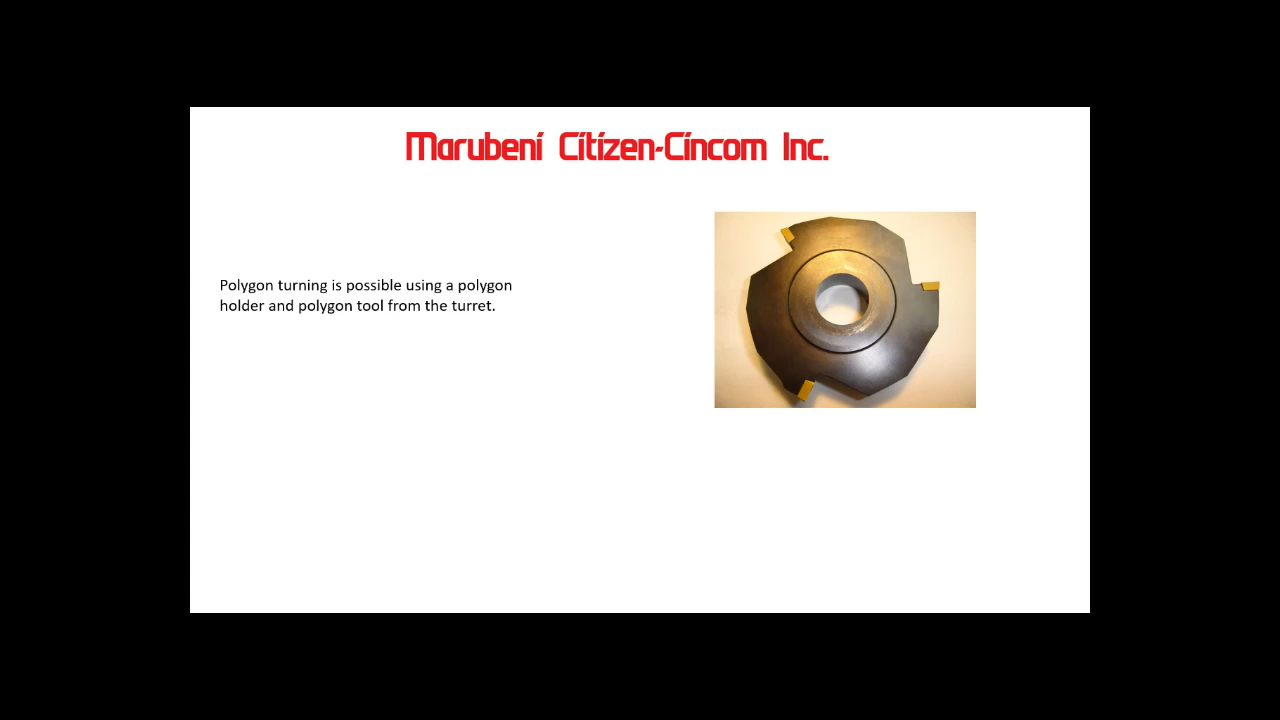 Marubeni Citizen-Cincom Inc.
Polygon turning is possible using a polygon
holder and polygon tool from the turret.